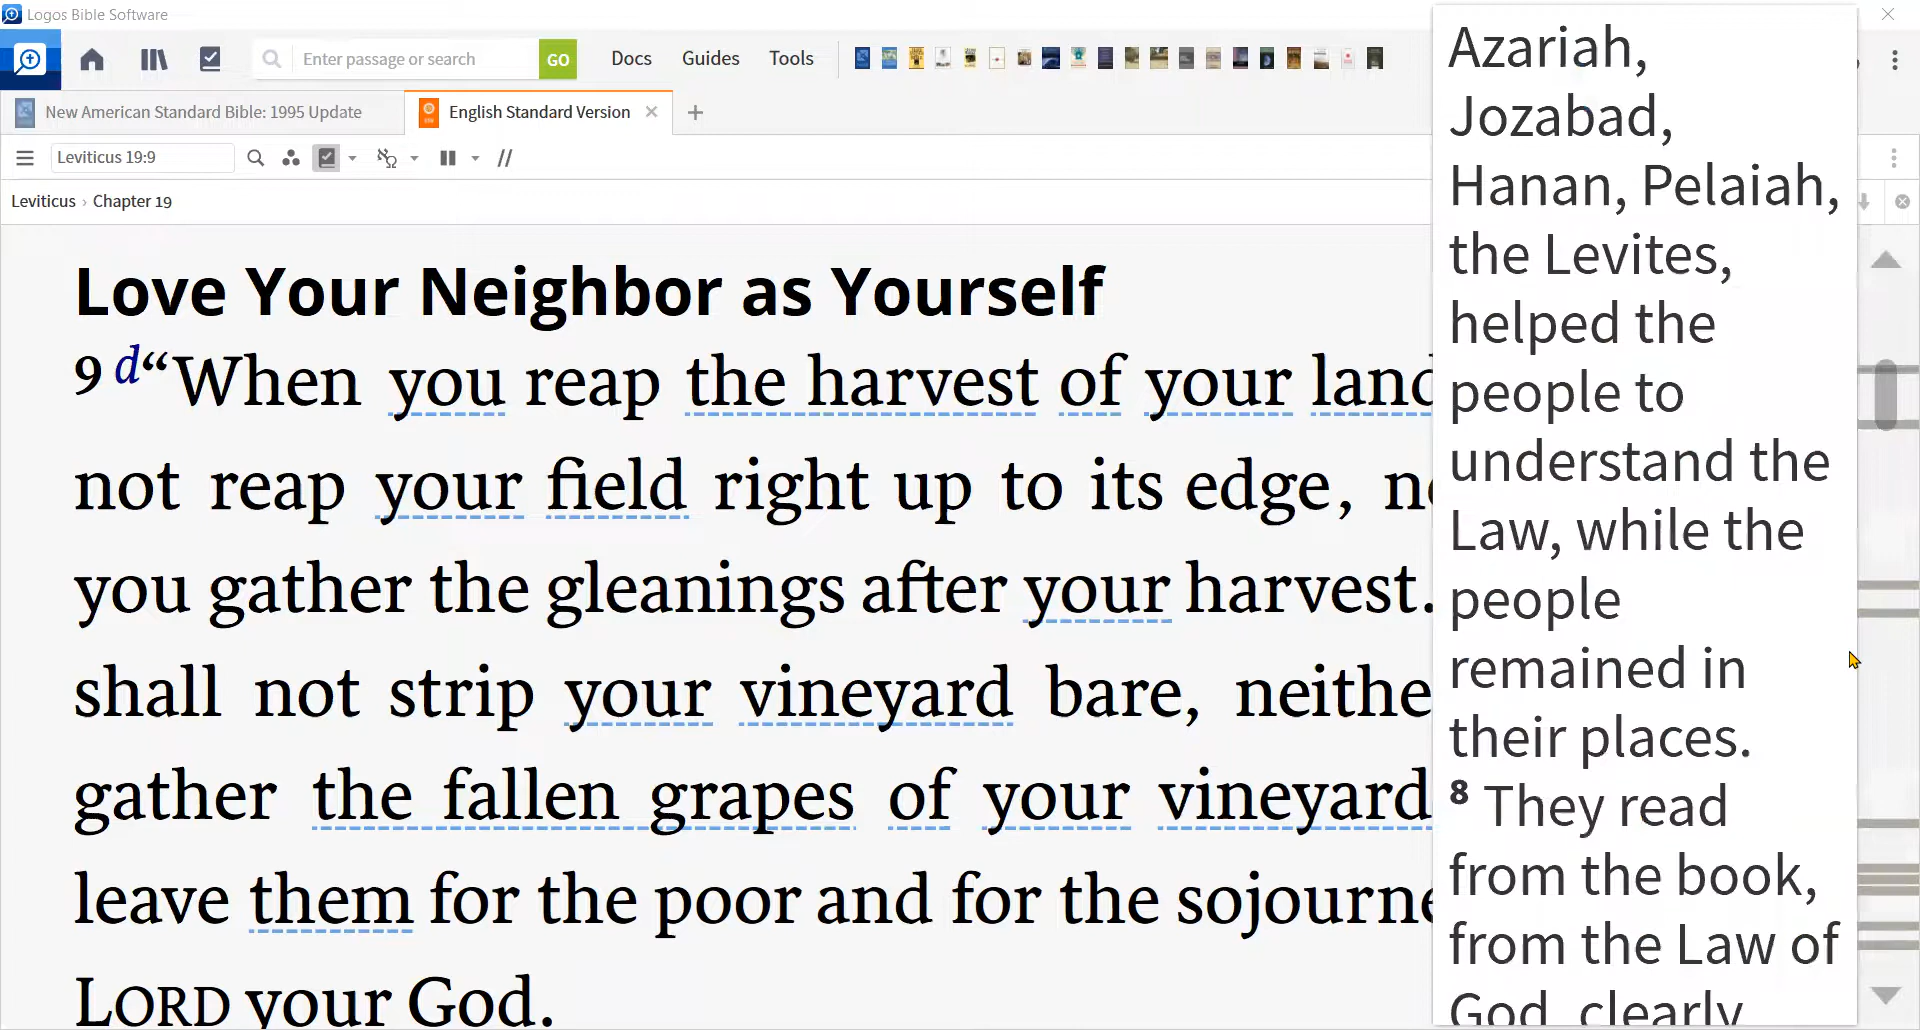 Logos Bible Software
Enter passage or search
GO
Docs
Guides
Tools
New American Standard Bible: 1995 Update
English Standard Version
Leviticus 19:9
Leviticus › Chapter 19
Love Your Neighbor as Yourself
9 d“When you reap the harvest of your land
not reap your field right up to its edge,
you gather the gleanings after your harvest.
shall not strip your vineyard bare, neithe
gather the fallen grapes of your vineyard
leave them for the poor and for the sojourne
LORD your God.
Azariah,
Jozabad,
Hanan, Pelaiah,
the Levites,
helped the
people to
understand the
Law, while the
people
remained in
their places.
8 They read
from the book,
from the Law of
God, clearly